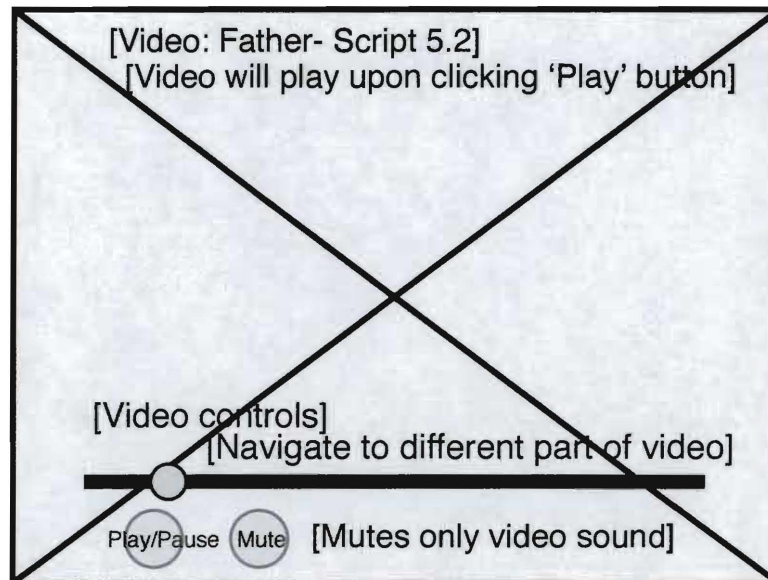 [Video: Father- Script 5.2]
[Video will play upon clicking ‘Play’ button]
[Video controls]
[Navigate to different part of video]
Play/Pause Mute [Mutes only video sound]